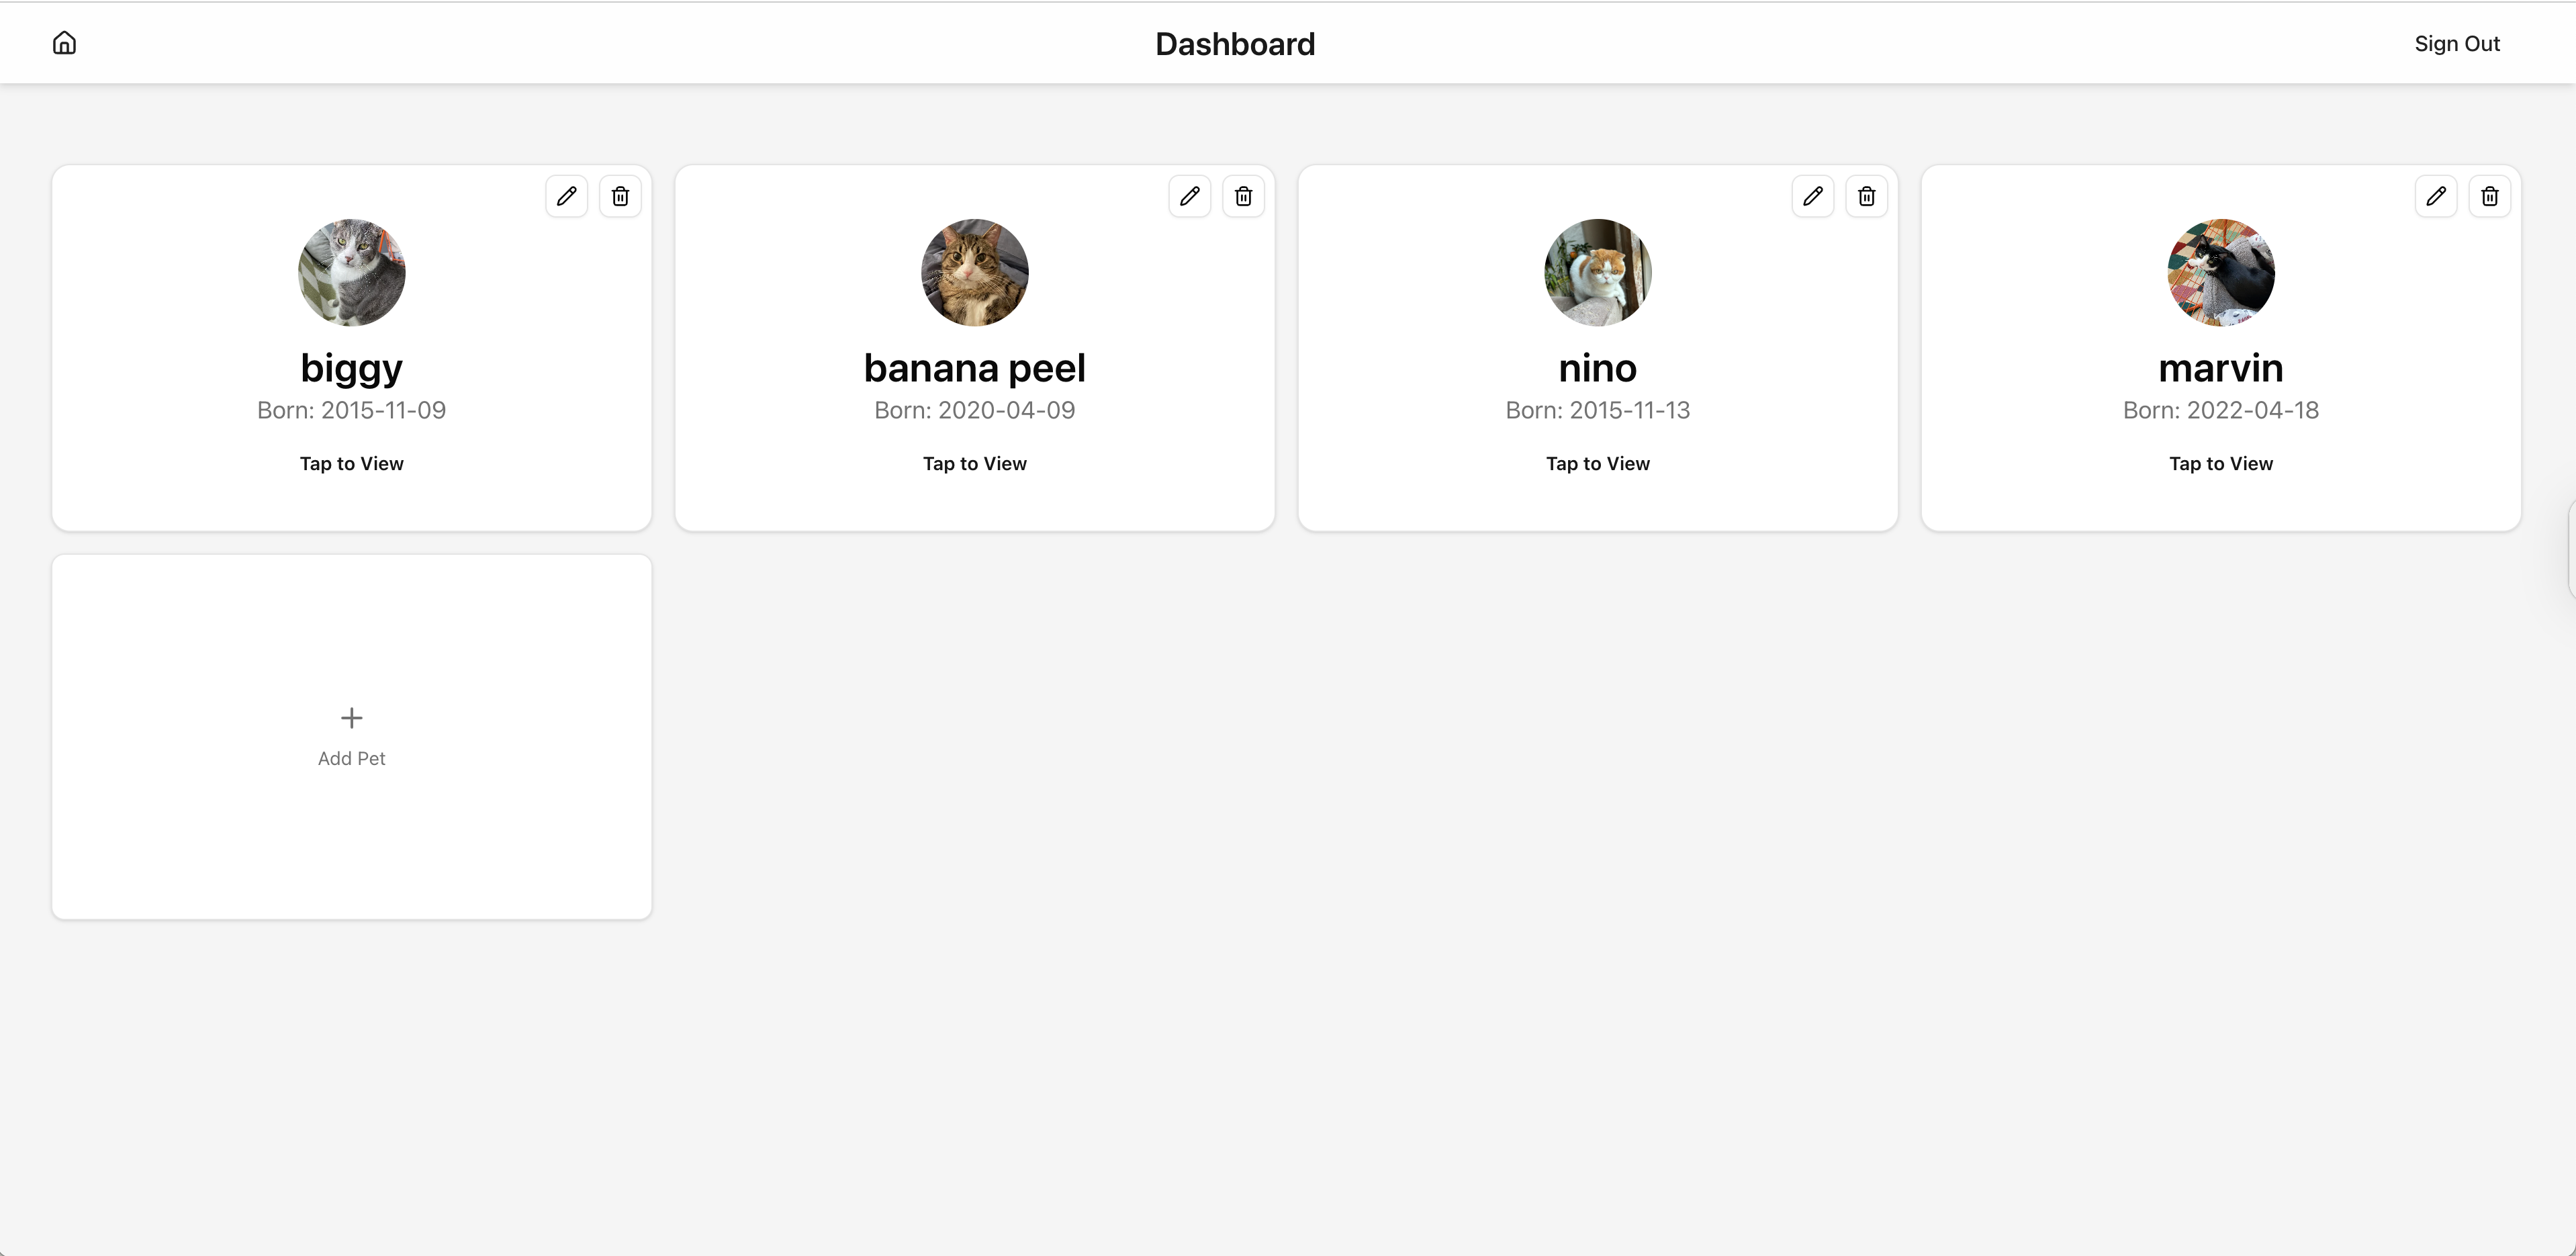 Dashboard
Sign Out
biggy
Born: 2015-11-09
Tap to View
banana peel
Born: 2020-04-09
Tap to View
nino
Born: 2015-11-13
Tap to View
marvin
Born: 2022-04-18
Tap to View
Add Pet